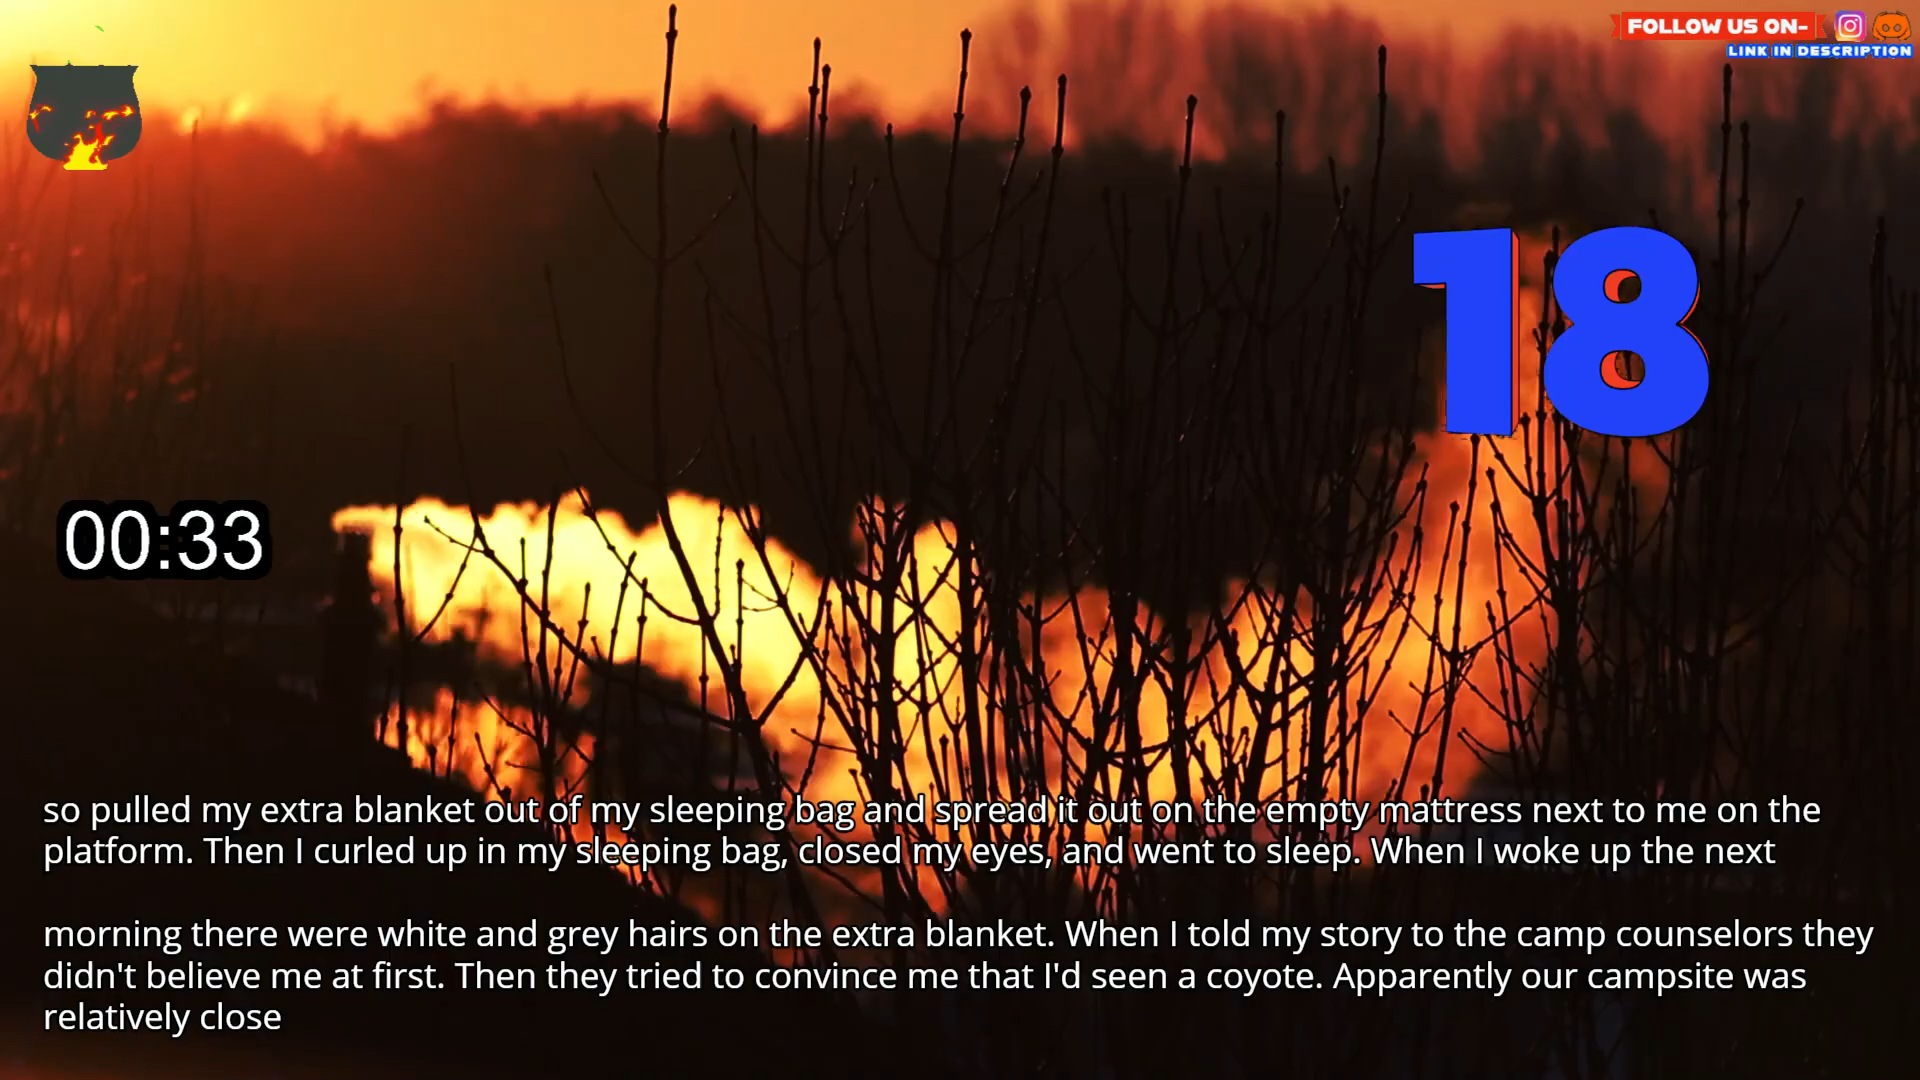 FOLLOW US ON-
LINK IN DESCRIPTION
18
00:33
so pulled my extra blanket out of my sleeping bag and spread it out on the empty mattress next to me on the
platform. Then I curled up in my sleeping bag, closed my eyes, and went to sleep. When I woke up the next
morning there were white and grey hairs on the extra blanket. When I told my story to the camp counselors they
didn't believe me at first. Then they tried to convince me that I'd seen a coyote. Apparently our campsite was
relatively close